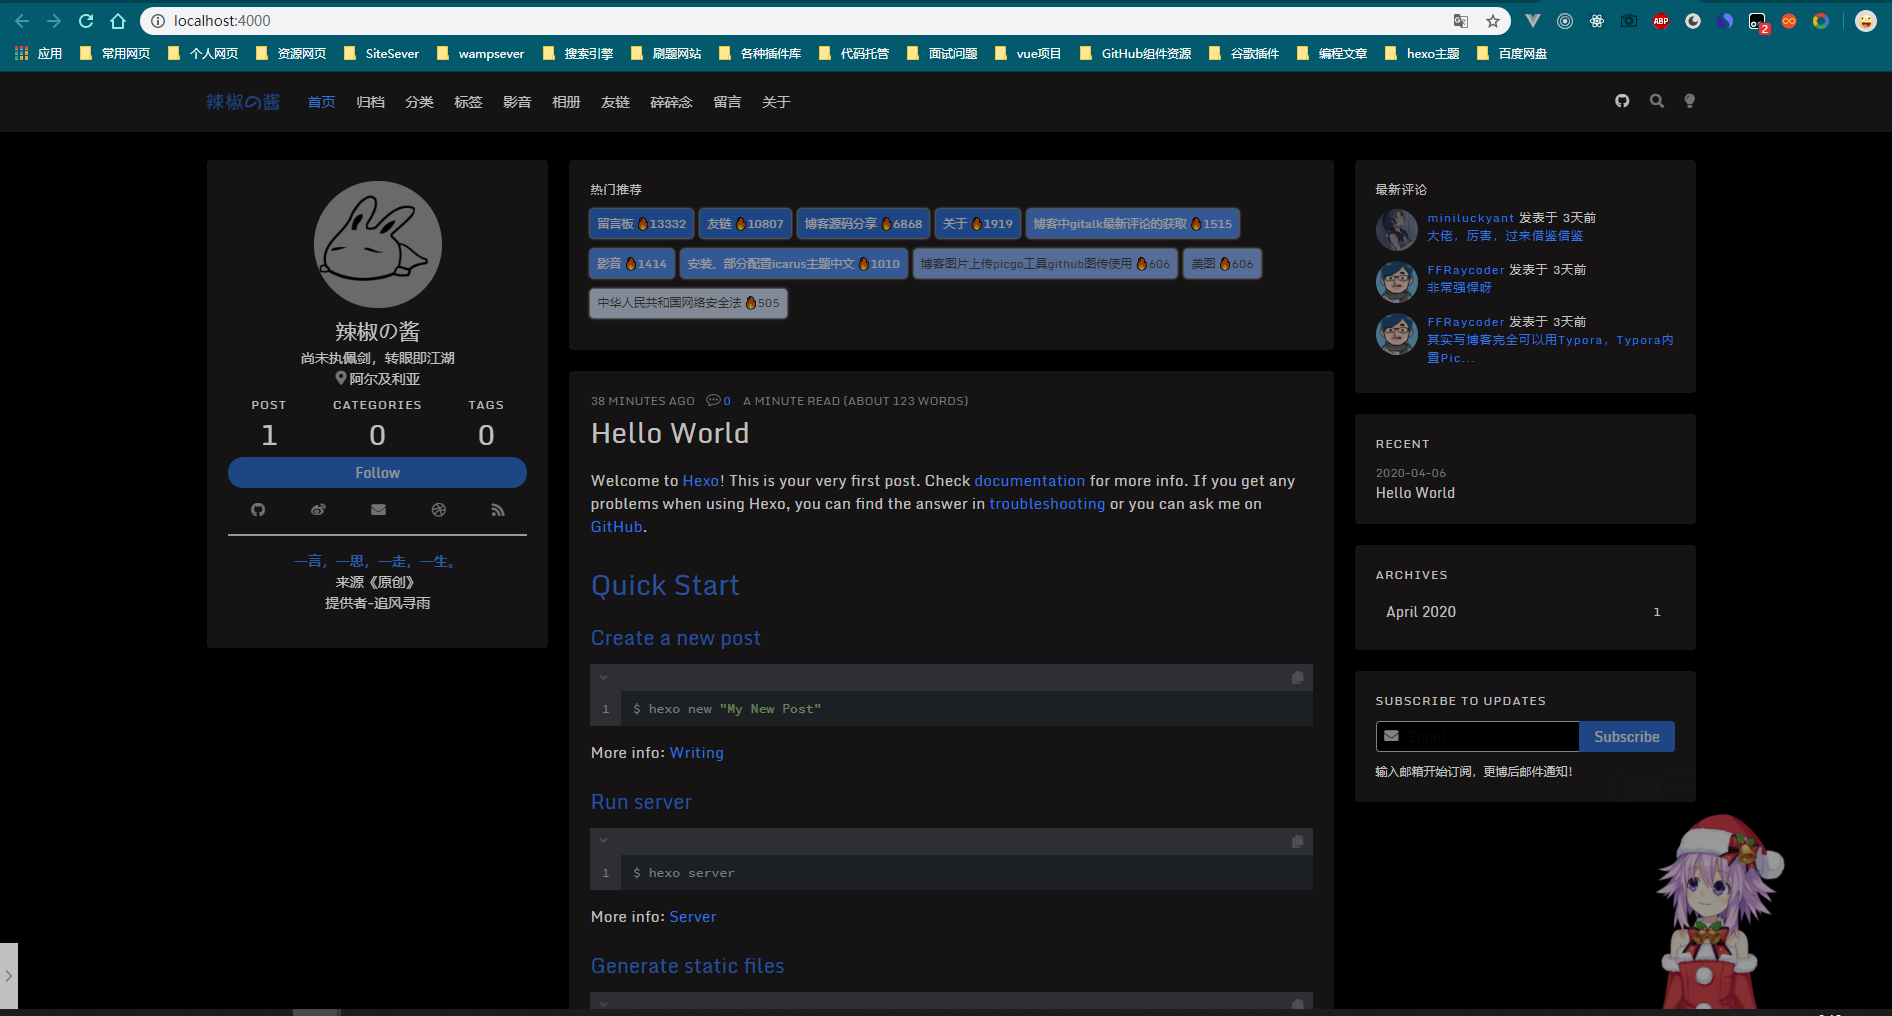 localhost:4000
应用 常用网页 个人网页 资源网页 SiteSever wampsever 搜索引擎 刷题网站 各种插件库 代码托管 面试问题 vue项目 GitHub组件资源 谷歌插件 编程文章 hexo主题 百度网盘
ABP
2
辣椒の酱 首页 归档 分类 标签 影音 相册 友链 碎碎念 留言 关于
辣椒の酱
尚未执佩剑，转眼即江湖
阿尔及利亚
POST CATEGORIES TAGS
1 0 0
Follow
一言，一思，一走，一生。
来源《原创》
提供者-追风寻雨
热门推荐
留言板 🔥13332 友链 🔥10807 博客源码分享 🔥6868 关于 🔥1919 博客中gitalk最新评论的获取 🔥1515
影音 🔥1414 安装、部分配置icarus主题中文 🔥1010 博客图片上传picgo工具github图传使用 🔥606 美图 🔥606
中华人民共和国网络安全法 🔥505
38 MINUTES AGO 0 A MINUTE READ (ABOUT 123 WORDS)
Hello World
Welcome to Hexo! This is your very first post. Check documentation for more info. If you get any
problems when using Hexo, you can find the answer in troubleshooting or you can ask me on
GitHub.
Quick Start
Create a new post
1 $ hexo new "My New Post"
More info: Writing
Run server
1 $ hexo server
More info: Server
Generate static files
最新评论
miniluckyant 发表于 3天前
大佬，厉害，过来借鉴借鉴
FFRaycoder 发表于 3天前
非常强悍呀
FFRaycoder 发表于 3天前
其实写博客完全可以用Typora，Typora内
置Pic...
RECENT
2020-04-06
Hello World
ARCHIVES
April 2020 1
SUBSCRIBE TO UPDATES
Email Subscribe
输入邮箱开始订阅，更博后邮件通知！